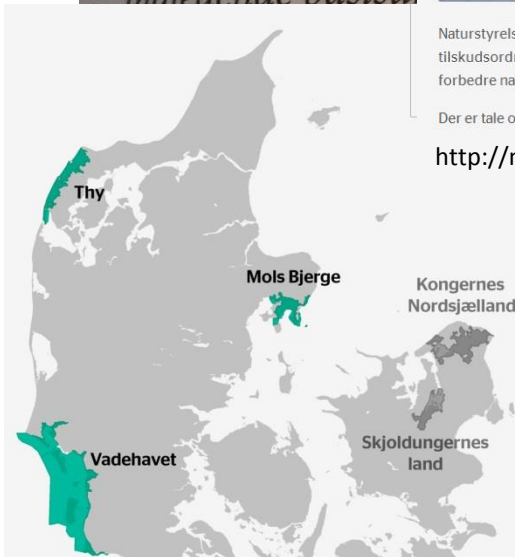 Naturstyrels
tilskudsordn
forbedre na
Der er tale o
http://n
Thy
Mols Bjerge
Kongernes
Nordsjælland
Vadehavet
Skjoldungernes
land